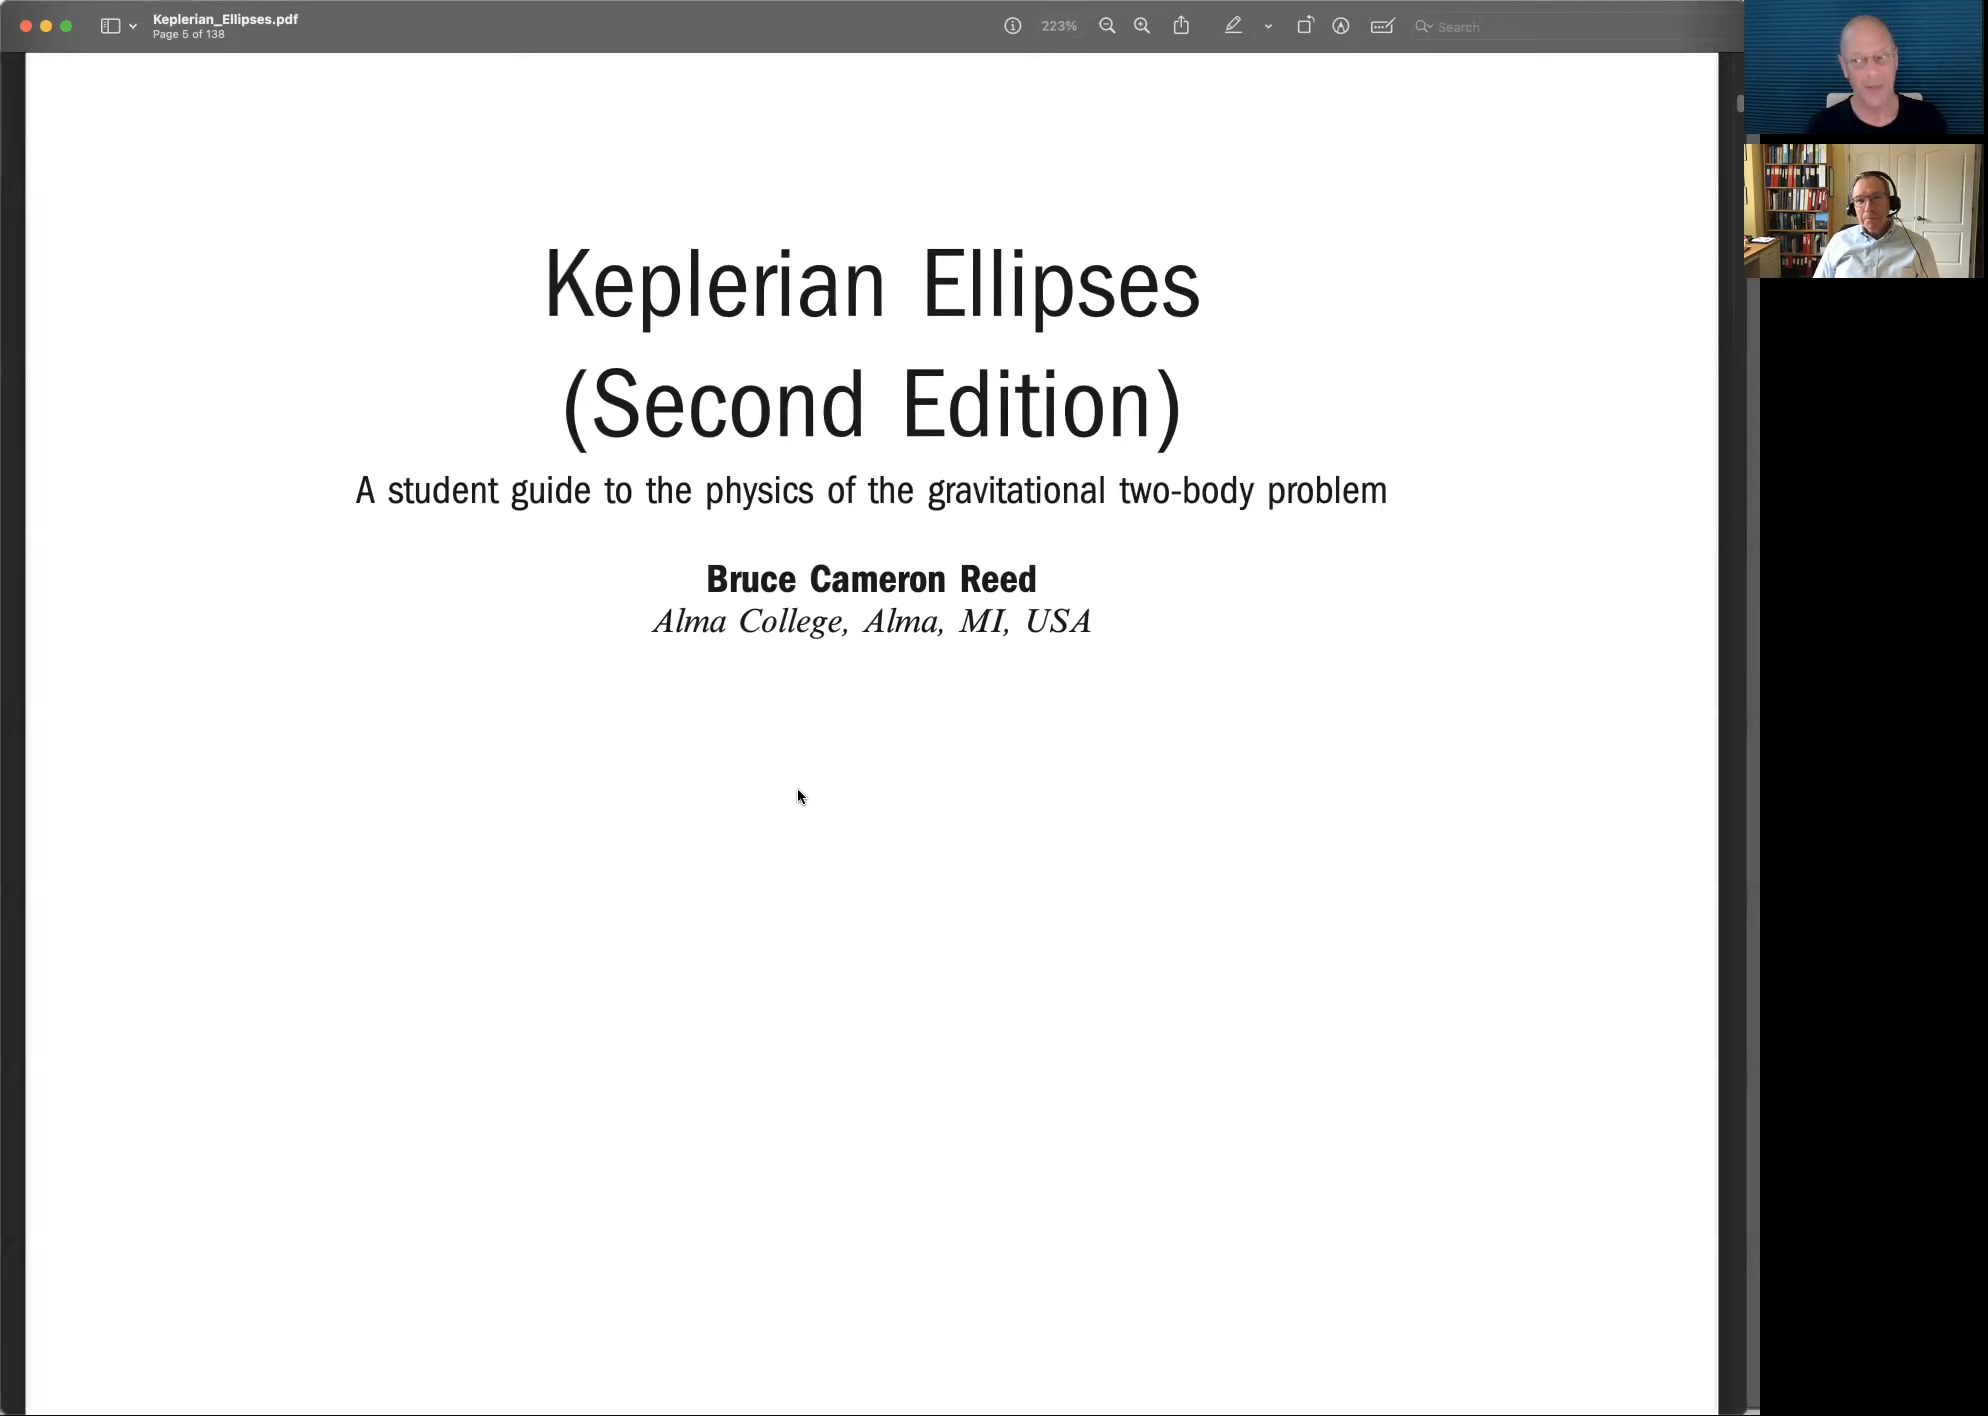 Keplerian_Ellipses.pdf
Page 5 of 138
223%
Search
Keplerian Ellipses
(Second Edition)
A student guide to the physics of the gravitational two-body problem
Bruce Cameron Reed
Alma College, Alma, MI, USA